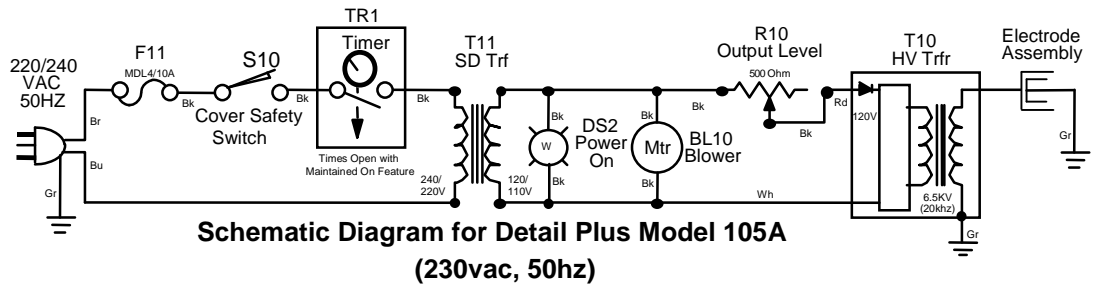 220/240
VAC
50HZ
F11
MDL4/10A
S10
Cover Safety
Switch
TR1
Timer
Times Open with
Maintained On Feature
T11
SD Trf
240/
220V
120/
110V
DS2
Power
On
W
Mtr
BL10
Blower
R10
Output Level
500 Ohm
T10
HV Trfr
120V
6.5KV
(20khz)
Electrode
Assembly
Br
Bu
Gr
Bk
Bk
Bk
Bk
Bk
Bk
Bk
Bk
Bk
Bk
Rd
Wh
Gr
Gr
Schematic Diagram for Detail Plus Model 105A
(230vac, 50hz)